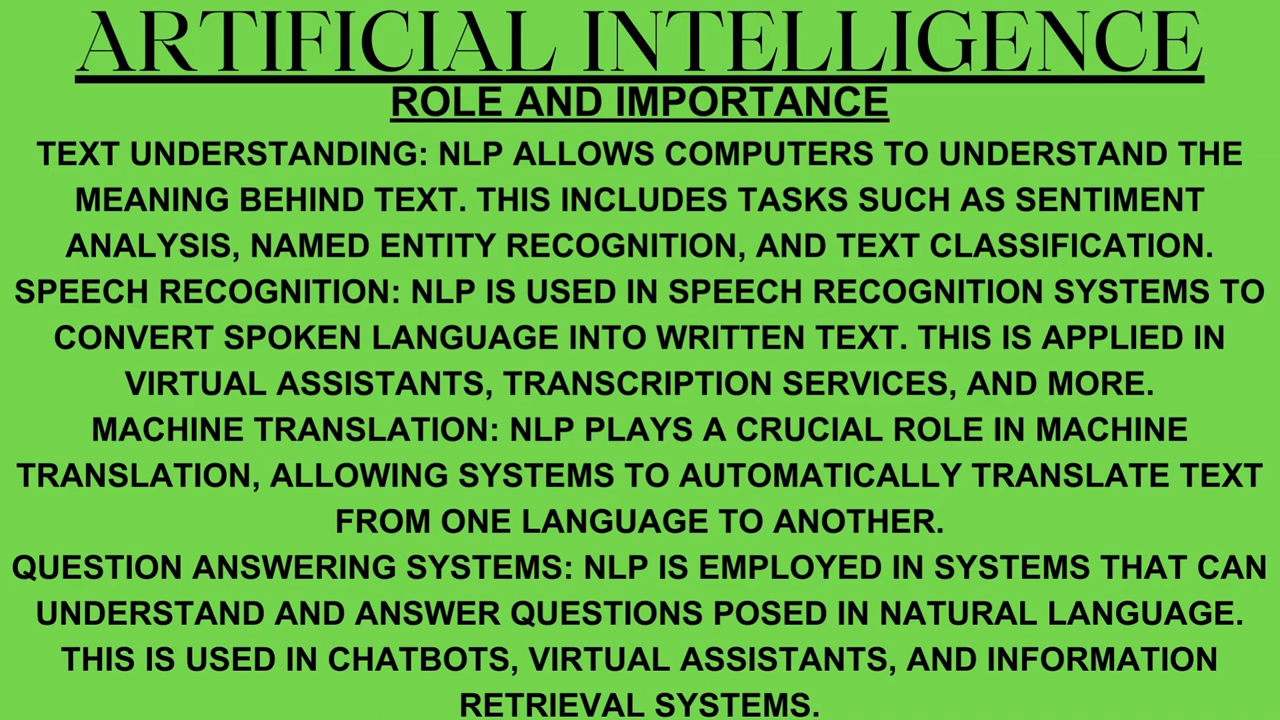 ARTIFICIAL INTELLIGENCE
ROLE AND IMPORTANCE
TEXT UNDERSTANDING: NLP ALLOWS COMPUTERS TO UNDERSTAND THE
MEANING BEHIND TEXT. THIS INCLUDES TASKS SUCH AS SENTIMENT
ANALYSIS, NAMED ENTITY RECOGNITION, AND TEXT CLASSIFICATION.
SPEECH RECOGNITION: NLP IS USED IN SPEECH RECOGNITION SYSTEMS TO
CONVERT SPOKEN LANGUAGE INTO WRITTEN TEXT. THIS IS APPLIED IN
VIRTUAL ASSISTANTS, TRANSCRIPTION SERVICES, AND MORE.
MACHINE TRANSLATION: NLP PLAYS A CRUCIAL ROLE IN MACHINE
TRANSLATION, ALLOWING SYSTEMS TO AUTOMATICALLY TRANSLATE TEXT
FROM ONE LANGUAGE TO ANOTHER.
QUESTION ANSWERING SYSTEMS: NLP IS EMPLOYED IN SYSTEMS THAT CAN
UNDERSTAND AND ANSWER QUESTIONS POSED IN NATURAL LANGUAGE.
THIS IS USED IN CHATBOTS, VIRTUAL ASSISTANTS, AND INFORMATION
RETRIEVAL SYSTEMS.